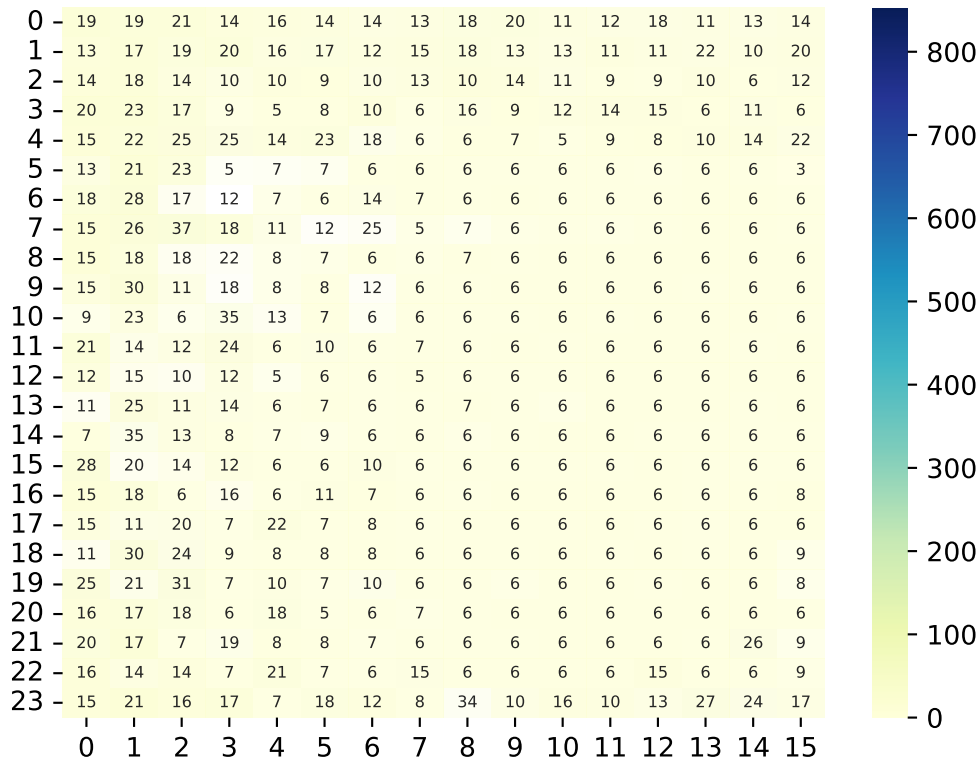 0 19 19 21 14 16 14 14 13 18 20 11 12 18 11 13 14
1 13 17 19 20 16 17 12 15 18 13 13 11 11 22 10 20
2 14 18 14 10 10 9 10 13 10 14 11 9 9 10 6 12
3 20 23 17 9 5 8 10 6 16 9 12 14 15 6 11 6
4 15 22 25 25 14 23 18 6 6 7 5 9 8 10 14 22
5 13 21 23 5 7 7 6 6 6 6 6 6 6 6 6 3
6 18 28 17 12 7 6 14 7 6 6 6 6 6 6 6 6
7 15 26 37 18 11 12 25 5 7 6 6 6 6 6 6 6
8 15 18 18 22 8 7 6 6 7 6 6 6 6 6 6 6
9 15 30 11 18 8 8 12 6 6 6 6 6 6 6 6 6
10 9 23 6 35 13 7 6 6 6 6 6 6 6 6 6 6
11 21 14 12 24 6 10 6 7 6 6 6 6 6 6 6 6
12 12 15 10 12 5 6 6 5 6 6 6 6 6 6 6 6
13 11 25 11 14 6 7 6 6 7 6 6 6 6 6 6 6
14 7 35 13 8 7 9 6 6 6 6 6 6 6 6 6 6
15 28 20 14 12 6 6 10 6 6 6 6 6 6 6 6 6
16 15 18 6 16 6 11 7 6 6 6 6 6 6 6 6 8
17 15 11 20 7 22 7 8 6 6 6 6 6 6 6 6 6
18 11 30 24 9 8 8 8 6 6 6 6 6 6 6 6 9
19 25 21 31 7 10 7 10 6 6 6 6 6 6 6 6 8
20 16 17 18 6 18 5 6 7 6 6 6 6 6 6 6 6
21 20 17 7 19 8 8 7 6 6 6 6 6 6 6 26 9
22 16 14 14 7 21 7 6 15 6 6 6 6 15 6 6 9
23 15 21 16 17 7 18 12 8 34 10 16 10 13 27 24 17
0 1 2 3 4 5 6 7 8 9 10 11 12 13 14 15
800
700
600
500
400
300
200
100
0